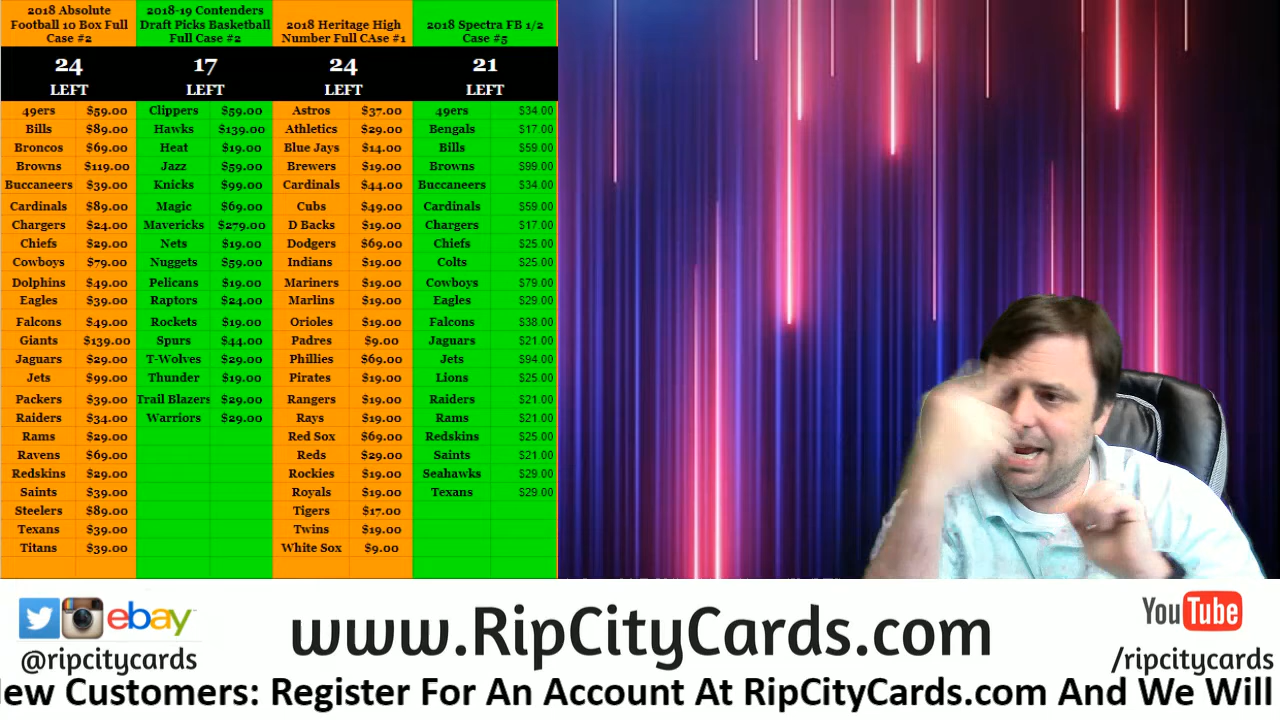 2018 Absolute
Football 10 Box Full
Case #2
24
LEFT
49ers $59.00
Bills $89.00
Broncos $69.00
Browns $119.00
Buccaneers $39.00
Cardinals $89.00
Chargers $24.00
Chiefs $29.00
Cowboys $79.00
Dolphins $49.00
Eagles $39.00
Falcons $49.00
Giants $139.00
Jaguars $29.00
Jets $99.00
Packers $39.00
Raiders $34.00
Rams $29.00
Ravens $69.00
Redskins $29.00
Saints $39.00
Steelers $89.00
Texans $39.00
Titans $39.00
2018-19 Contenders
Draft Picks Basketball
Full Case #2
17
LEFT
Clippers $59.00
Hawks $139.00
Heat $19.00
Jazz $59.00
Knicks $99.00
Magic $69.00
Mavericks $279.00
Nets $19.00
Nuggets $59.00
Pelicans $19.00
Raptors $24.00
Rockets $19.00
Spurs $44.00
T-Wolves $29.00
Thunder $19.00
Trail Blazers $29.00
Warriors $29.00
2018 Heritage High
Number Full CAse #1
24
LEFT
Astros $37.00
Athletics $29.00
Blue Jays $14.00
Brewers $19.00
Cardinals $44.00
Cubs $49.00
D Backs $19.00
Dodgers $69.00
Indians $19.00
Mariners $19.00
Marlins $19.00
Orioles $19.00
Padres $9.00
Phillies $69.00
Pirates $19.00
Rangers $19.00
Rays $19.00
Red Sox $69.00
Reds $29.00
Rockies $19.00
Royals $19.00
Tigers $17.00
Twins $19.00
White Sox $9.00
2018 Spectra FB 1/2
Case #5
21
LEFT
49ers $34.00
Bengals $17.00
Bills $59.00
Browns $99.00
Buccaneers $34.00
Cardinals $59.00
Chargers $17.00
Chiefs $25.00
Colts $25.00
Cowboys $79.00
Eagles $29.00
Falcons $38.00
Jaguars $21.00
Jets $94.00
Lions $25.00
Raiders $21.00
Rams $21.00
Redskins $25.00
Saints $21.00
Seahawks $29.00
Texans $29.00
ebay
@ripcitycards
www.RipCityCards.com
YouTube
/ripcitycards
New Customers: Register For An Account At RipCityCards.com And We Will